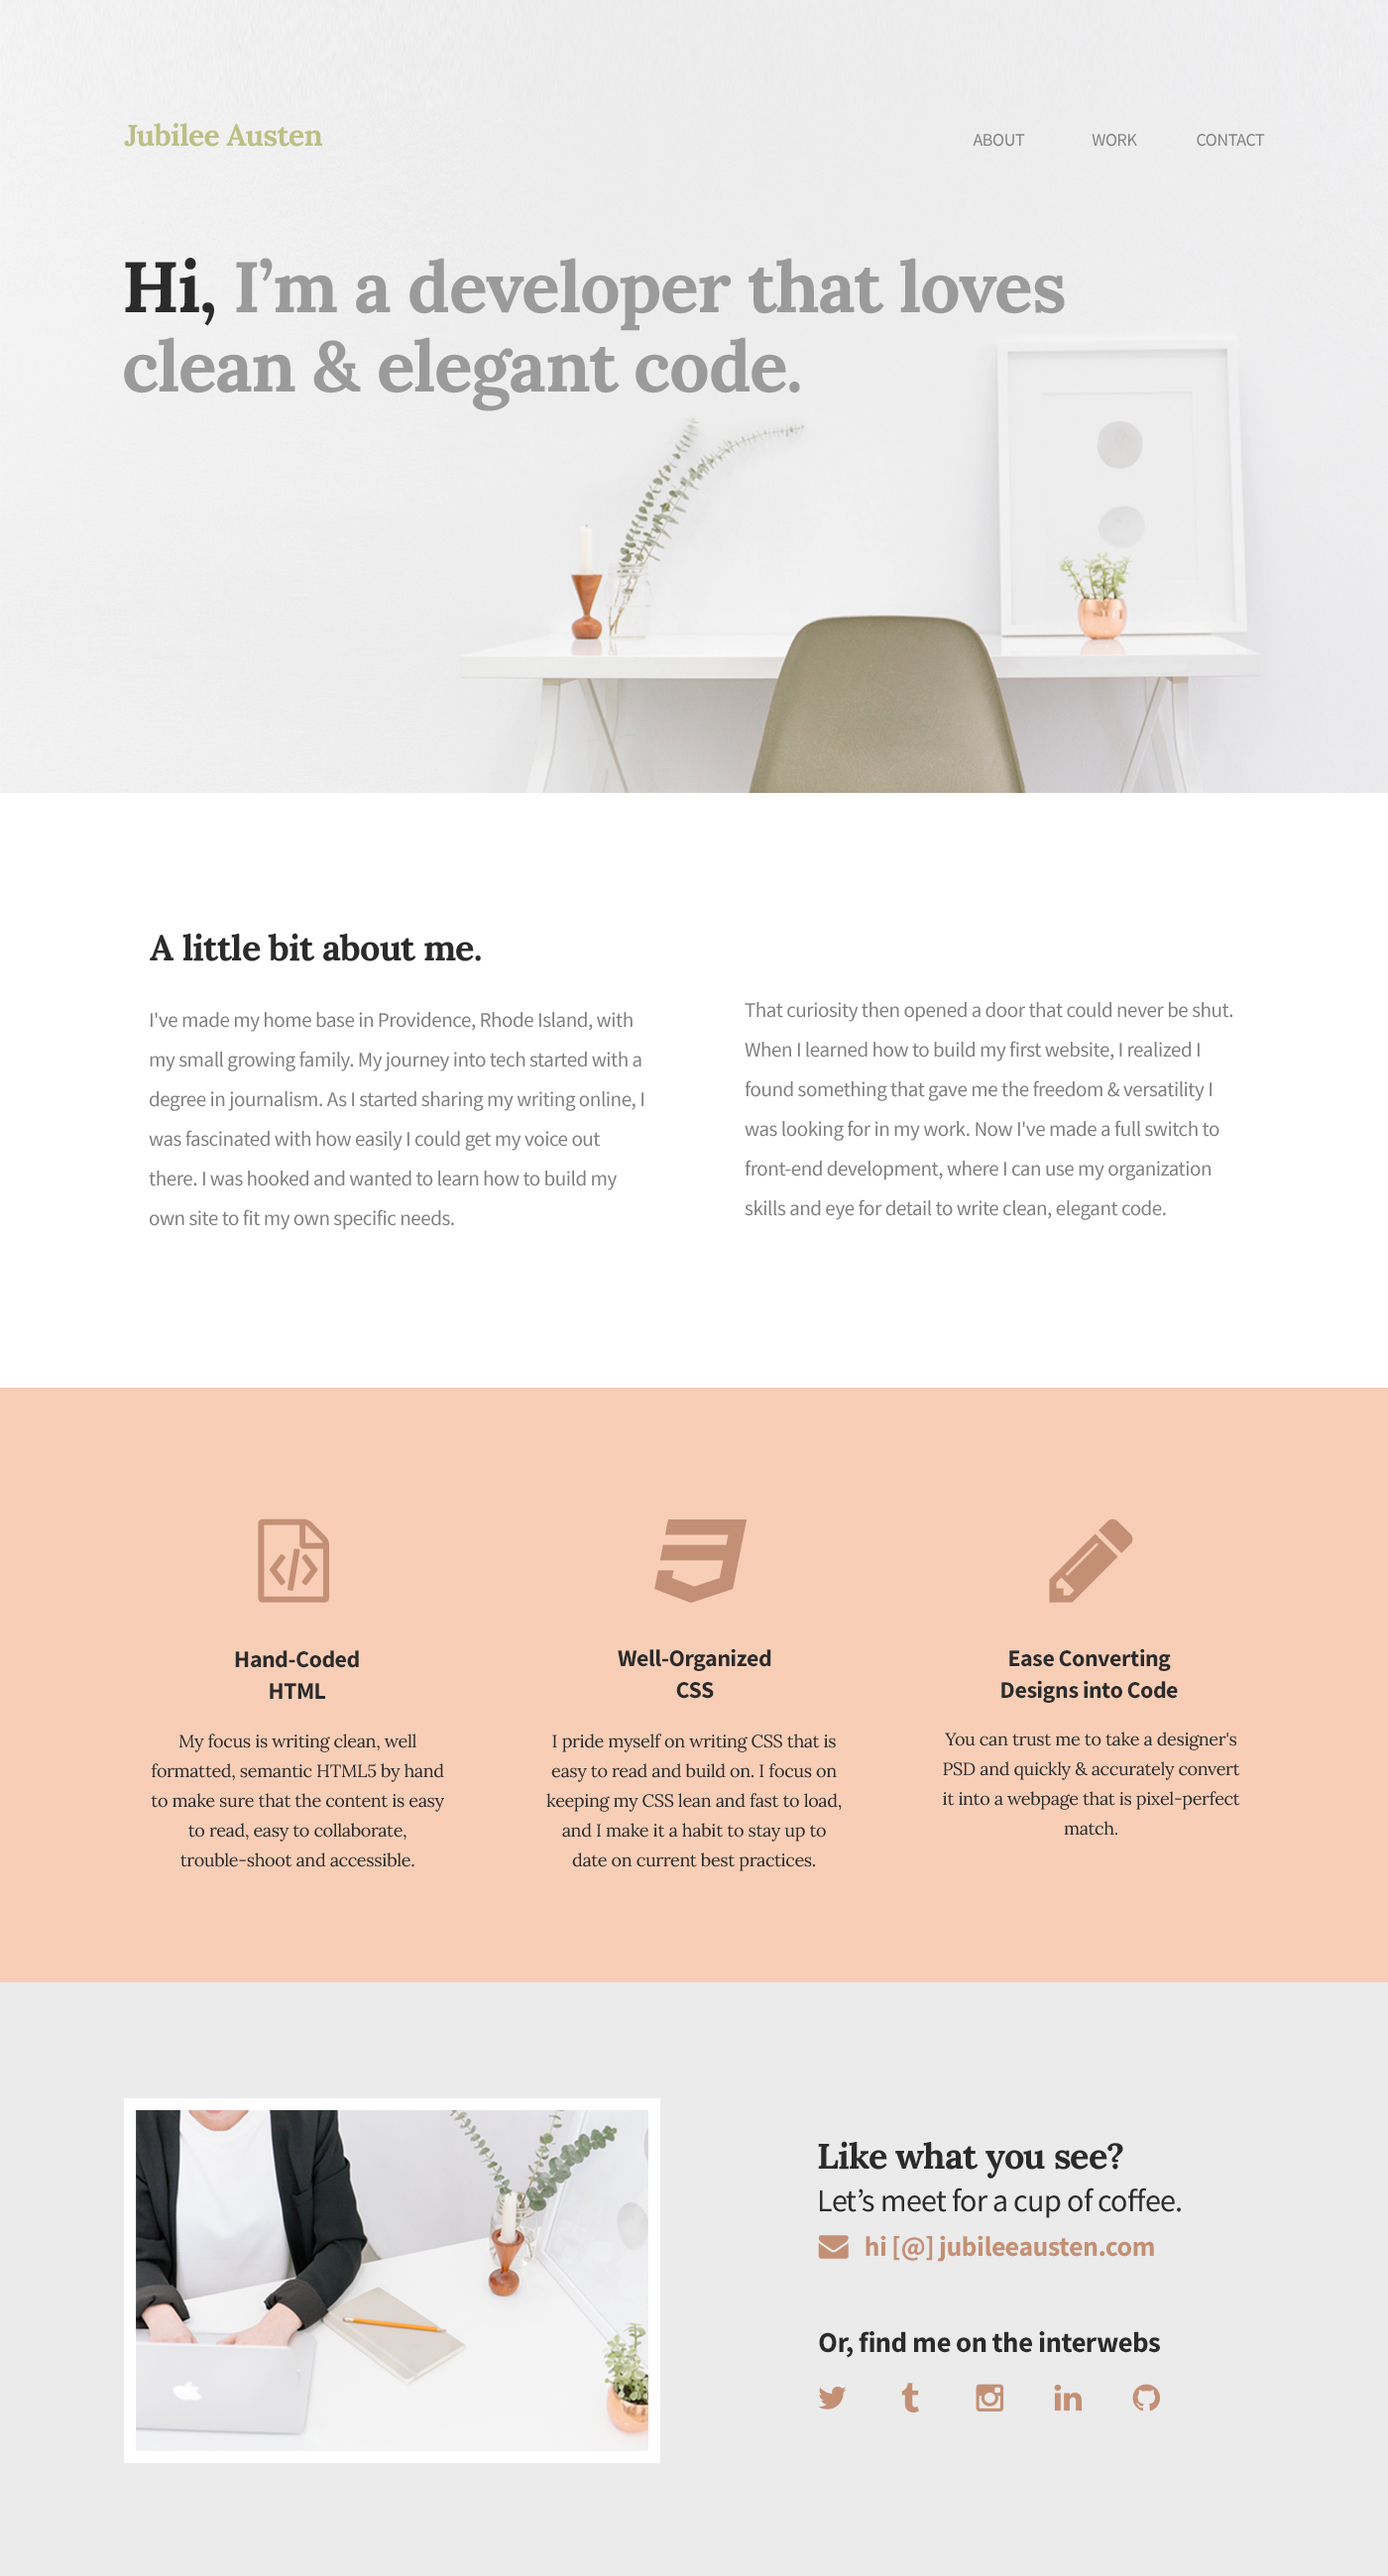 Jubilee Austen
ABOUT WORK CONTACT
Hi, I’m a developer that loves
clean & elegant code.
A little bit about me.
I've made my home base in Providence, Rhode Island, with
my small growing family. My journey into tech started with a
degree in journalism. As I started sharing my writing online, I
was fascinated with how easily I could get my voice out
there. I was hooked and wanted to learn how to build my
own site to fit my own specific needs.
That curiosity then opened a door that could never be shut.
When I learned how to build my first website, I realized I
found something that gave me the freedom & versatility I
was looking for in my work. Now I've made a full switch to
front-end development, where I can use my organization
skills and eye for detail to write clean, elegant code.
Hand-Coded
HTML
My focus is writing clean, well
formatted, semantic HTML5 by hand
to make sure that the content is easy
to read, easy to collaborate,
trouble-shoot and accessible.
Well-Organized
CSS
I pride myself on writing CSS that is
easy to read and build on. I focus on
keeping my CSS lean and fast to load,
and I make it a habit to stay up to
date on current best practices.
Ease Converting
Designs into Code
You can trust me to take a designer's
PSD and quickly & accurately convert
it into a webpage that is pixel-perfect
match.
Like what you see?
Let’s meet for a cup of coffee.
hi [@] jubileeausten.com
Or, find me on the interwebs